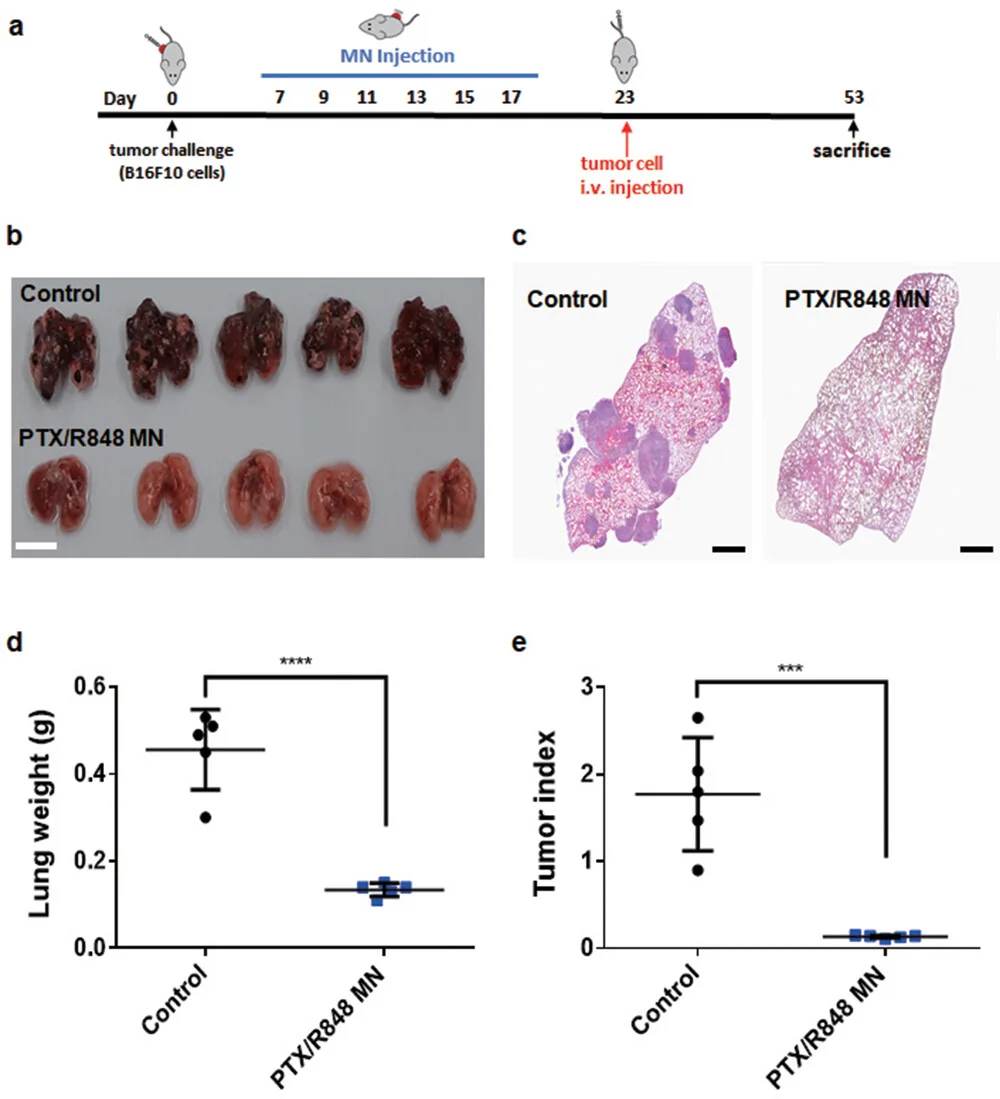 a
MN Injection
Day 0 7 9 11 13 15 17 23 53
tumor challenge
(B16F10 cells)
tumor cell
i.v. injection
sacrifice
b
Control
PTX/R848 MN
c
Control
PTX/R848 MN
d
****
Lung weight (g)
0.6
0.4
0.2
0.0
Control
PTX/R848 MN
e
***
Tumor index
3
2
1
0
Control
PTX/R848 MN